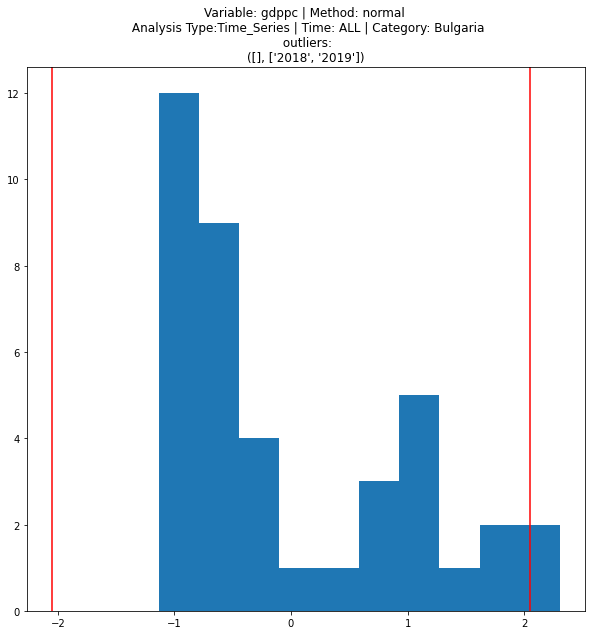 Variable: gdppc | Method: normal
Analysis Type:Time_Series | Time: ALL | Category: Bulgaria
outliers:
([], ['2018', '2019'])
12
10
8
6
4
2
0
−2 −1 0 1 2